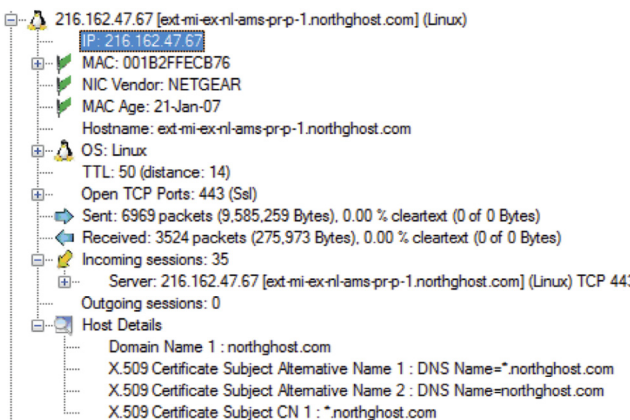 216.162.47.67 [ext-mi-ex-nl-ams-pr-p-1.northghost.com] (Linux)
IP: 216.162.47.67
MAC: 001B2FFECB76
NIC Vendor: NETGEAR
MAC Age: 21-Jan-07
Hostname: ext-mi-ex-nl-ams-pr-p-1.northghost.com
OS: Linux
TTL: 50 (distance: 14)
Open TCP Ports: 443 (Ssl)
Sent: 6969 packets (9,585,259 Bytes), 0.00 % cleartext (0 of 0 Bytes)
Received: 3524 packets (275,973 Bytes), 0.00 % cleartext (0 of 0 Bytes)
Incoming sessions: 35
Server: 216.162.47.67 [ext-mi-ex-nl-ams-pr-p-1.northghost.com] (Linux) TCP 443
Outgoing sessions: 0
Host Details
Domain Name 1 : northghost.com
X.509 Certificate Subject Alternative Name 1 : DNS Name=*.northghost.com
X.509 Certificate Subject Alternative Name 2 : DNS Name=northghost.com
X.509 Certificate Subject CN 1 : *.northghost.com